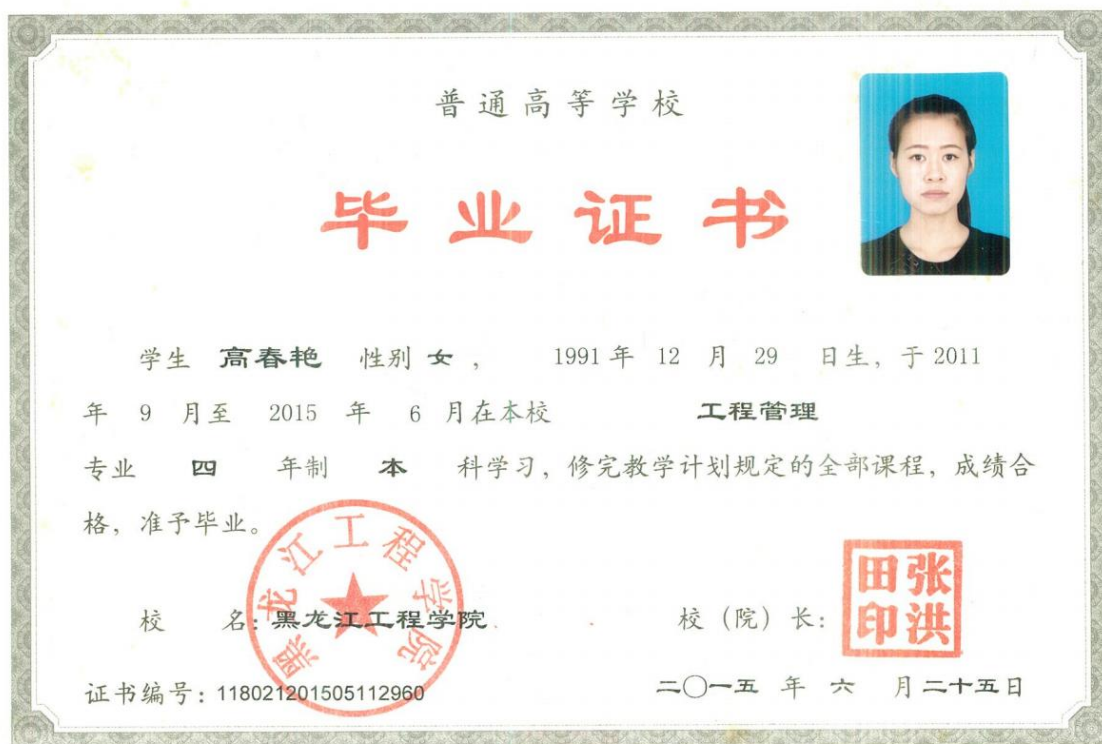 普通高等学校
毕业证书
学生 高春艳 性别 女 , 1991 年 12 月 29 日生, 于 2011
年 9 月至 2015 年 6 月在本校 工程管理
专业 四 年制 本 科学习, 修完教学计划规定的全部课程, 成绩合
格, 准予毕业。
黑龙江工程学院
张洪田印
校 名: 黑龙江工程学院 校 (院) 长:
证书编号: 118021201505112960 二〇一五 年 六 月 二十五日